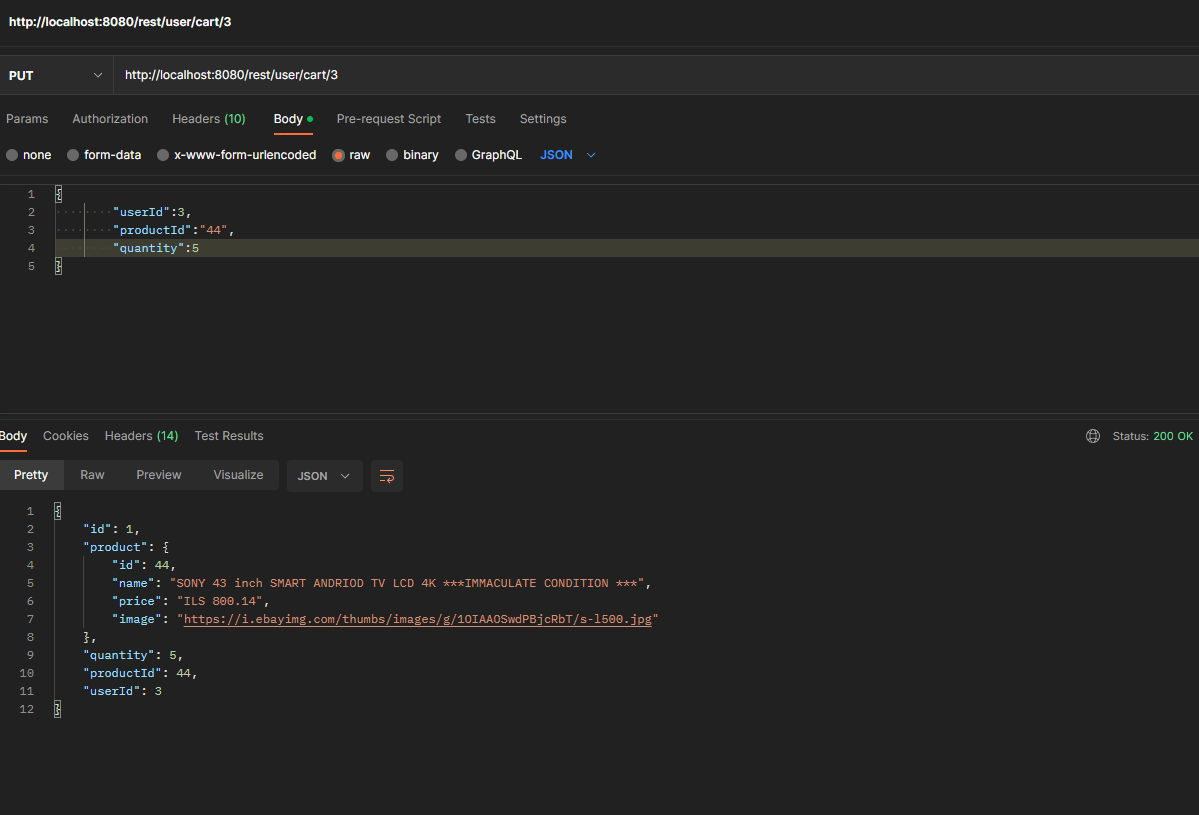 http://localhost:8080/rest/user/cart/3
PUT http://localhost:8080/rest/user/cart/3
Params Authorization Headers (10) Body Pre-request Script Tests Settings
none form-data x-www-form-urlencoded raw binary GraphQL JSON
1 {
2 "userId":3,
3 "productId":"44",
4 "quantity":5
5 }
Body Cookies Headers (14) Test Results Status: 200 OK
Pretty Raw Preview Visualize JSON
1 {
2 "id": 1,
3 "product": {
4 "id": 44,
5 "name": "SONY 43 inch SMART ANDRIOD TV LCD 4K ***IMMACULATE CONDITION ***",
6 "price": "ILS 800.14",
7 "image": "https://i.ebayimg.com/thumbs/images/g/1OIAAOSwdPBjcRbT/s-l500.jpg"
8 },
9 "quantity": 5,
10 "productId": 44,
11 "userId": 3
12 }